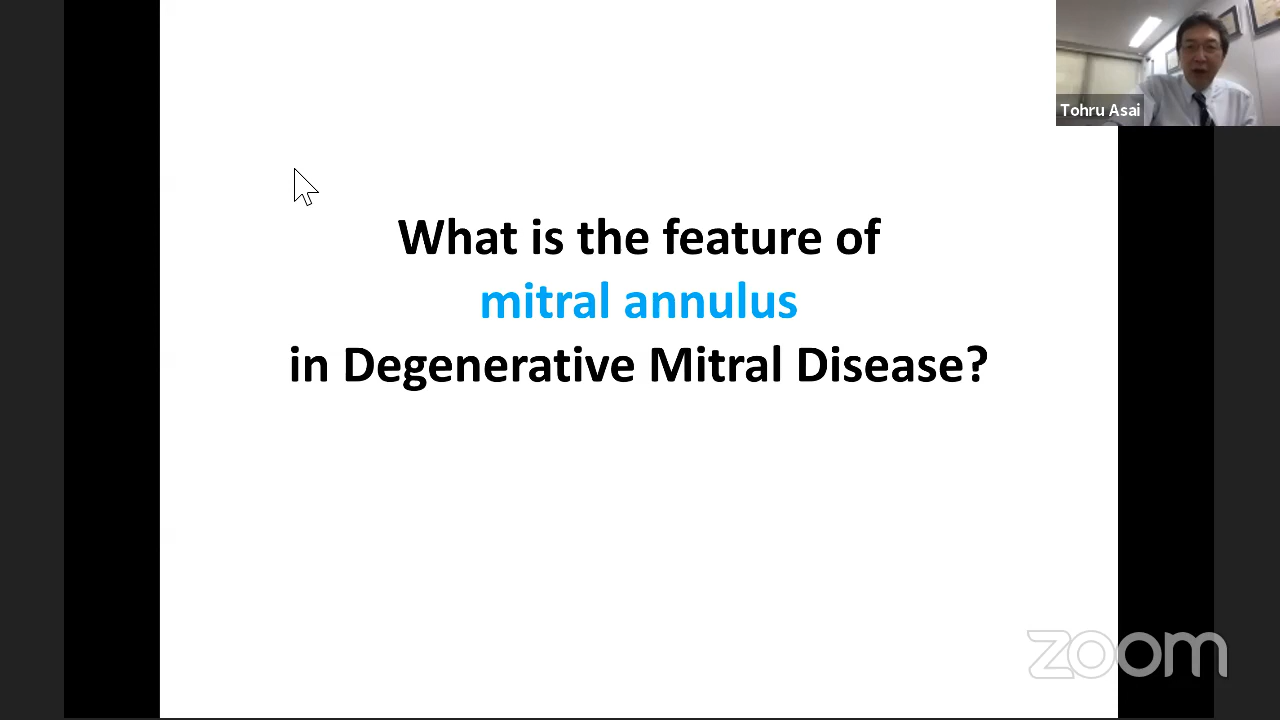 Tohru Asai
What is the feature of
mitral annulus
in Degenerative Mitral Disease?
zoom